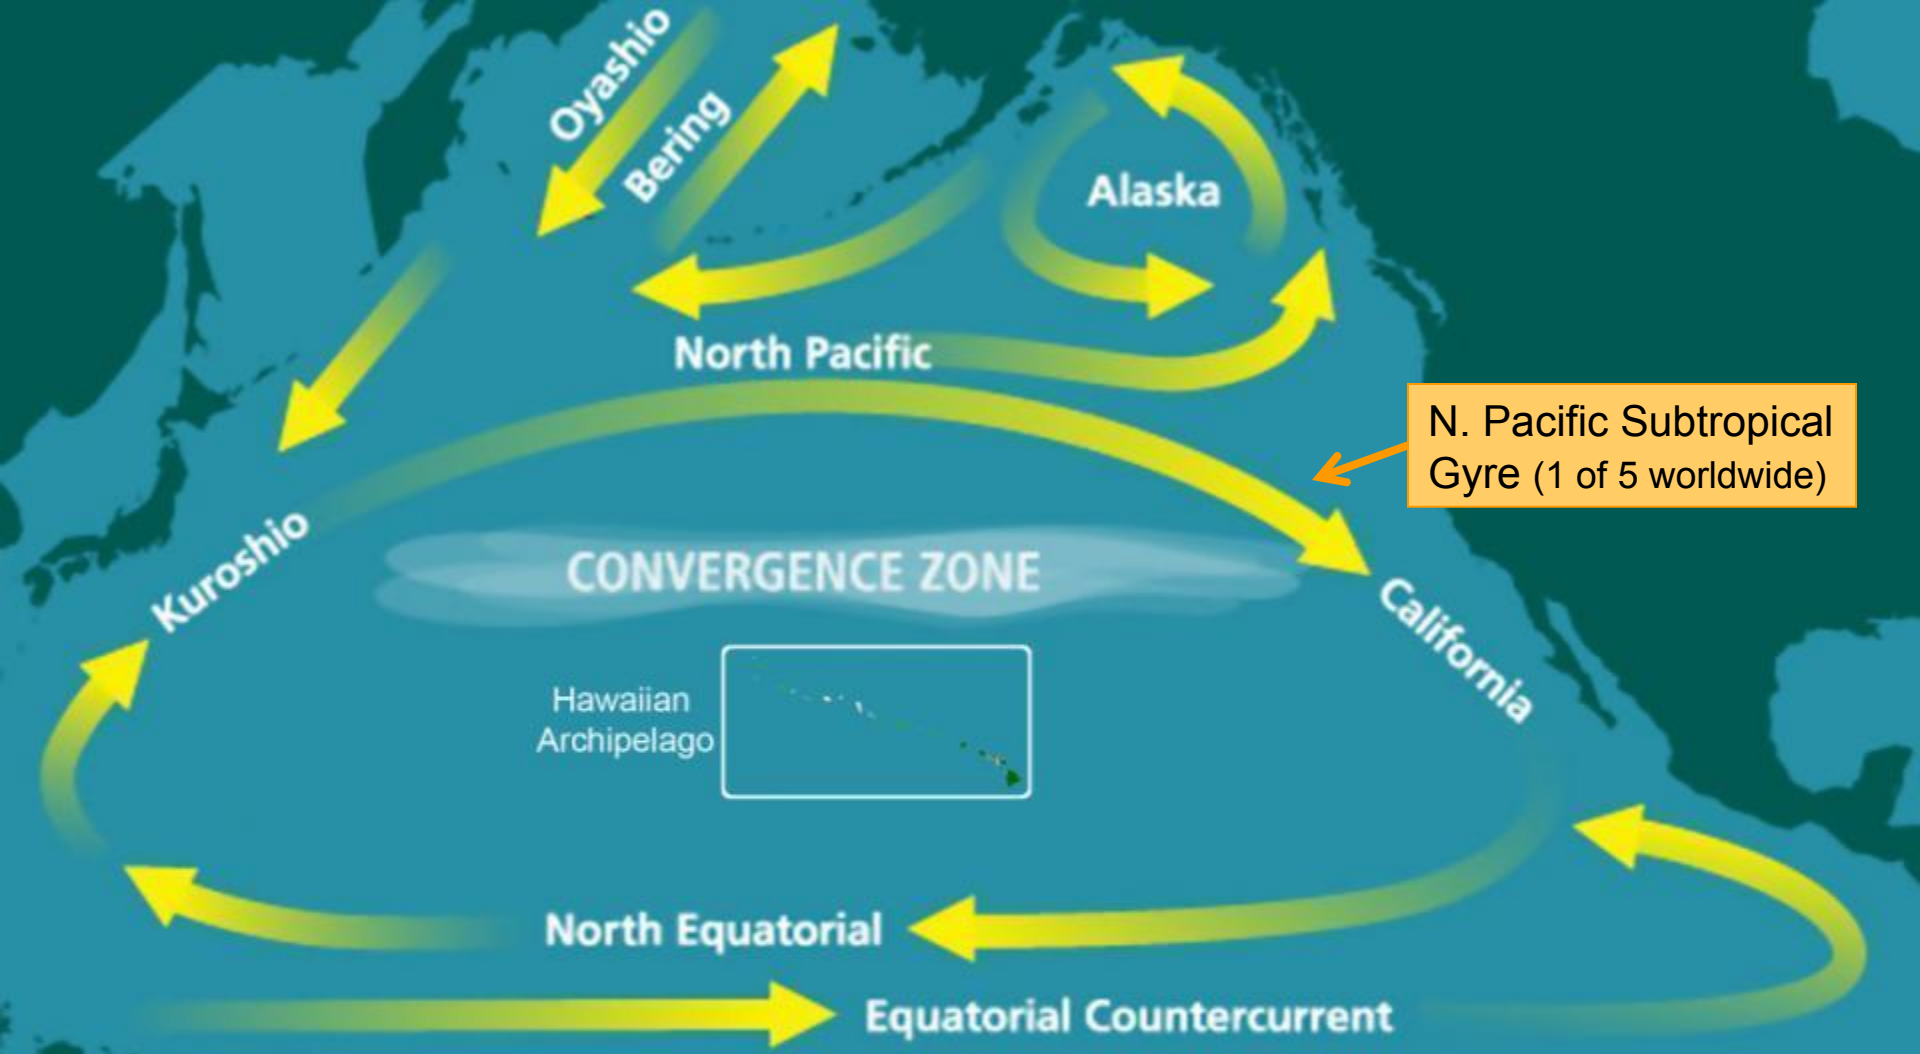 Oyashio
Bering
Alaska
North Pacific
N. Pacific Subtropical
Gyre (1 of 5 worldwide)
Kuroshio
CONVERGENCE ZONE
California
Hawaiian
Archipelago
North Equatorial
Equatorial Countercurrent